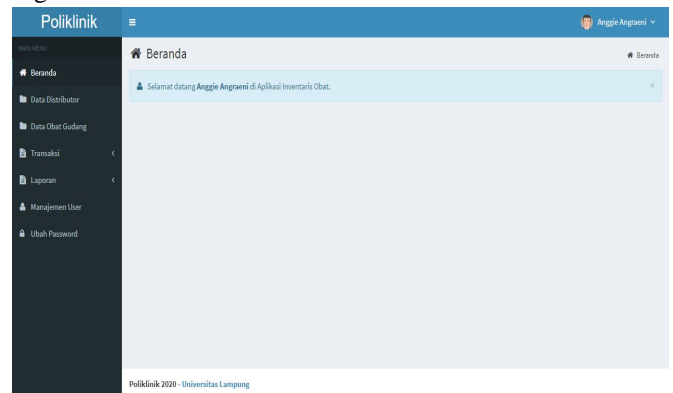 Poliklinik
Anggie Angraeni
MAIN MENU
Beranda
Data Distributor
Data Obat Gudang
Transaksi
Laporan
Manajemen User
Ubah Password
Beranda
Beranda
Selamat datang Anggie Angraeni di Aplikasi Inventaris Obat.
×
Poliklinik 2020 - Universitas Lampung